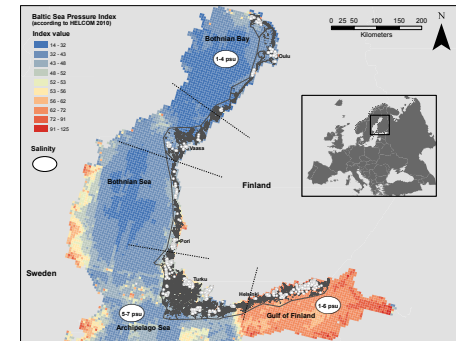 Baltic Sea Pressure Index
(according to HELCOM 2010)
Index value
14 - 32
32 - 43
43 - 48
48 - 52
52 - 53
53 - 56
56 - 62
62 - 72
72 - 91
91 - 125
Salinity
0 25 50 100 150 200
Kilometers
N
Bothnian Bay
1-4 psu
Oulu
Vaasa
Bothnian Sea
Finland
Pori
Sweden
Turku
Helsinki
5-7 psu
1-6 psu
Gulf of Finland
Archipelago Sea